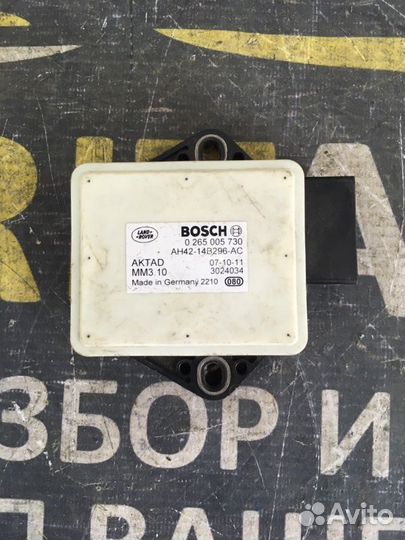 LAND ROVER
BOSCH
0 265 005 730
AH42-14B296-AC
AKTAD 07-10-11
MM3.10 3024034
Made in Germany 2210 080
ЗБОР И
Avito